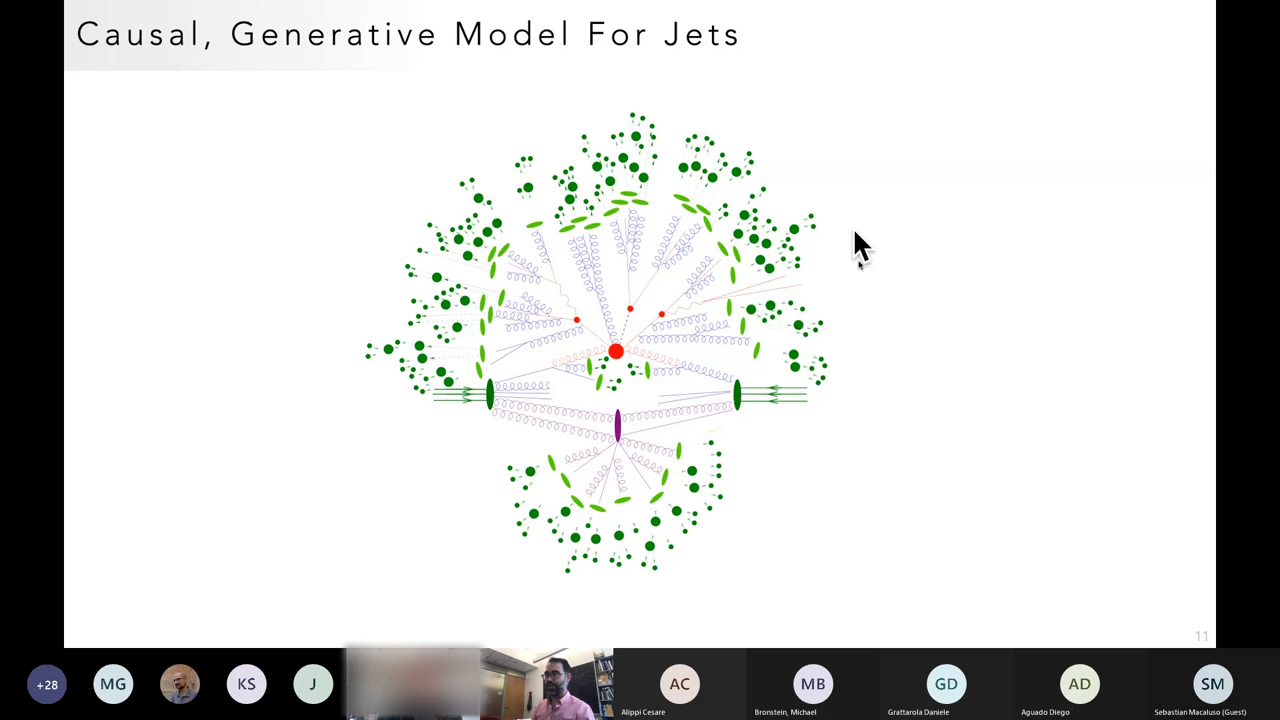 Causal, Generative Model For Jets
11
+28
MG
KS
J
AC
Alippi Cesare
MB
Bronstein, Michael
GD
Grattarola Daniele
AD
Aguado Diego
SM
Sebastian Macaluso (Guest)